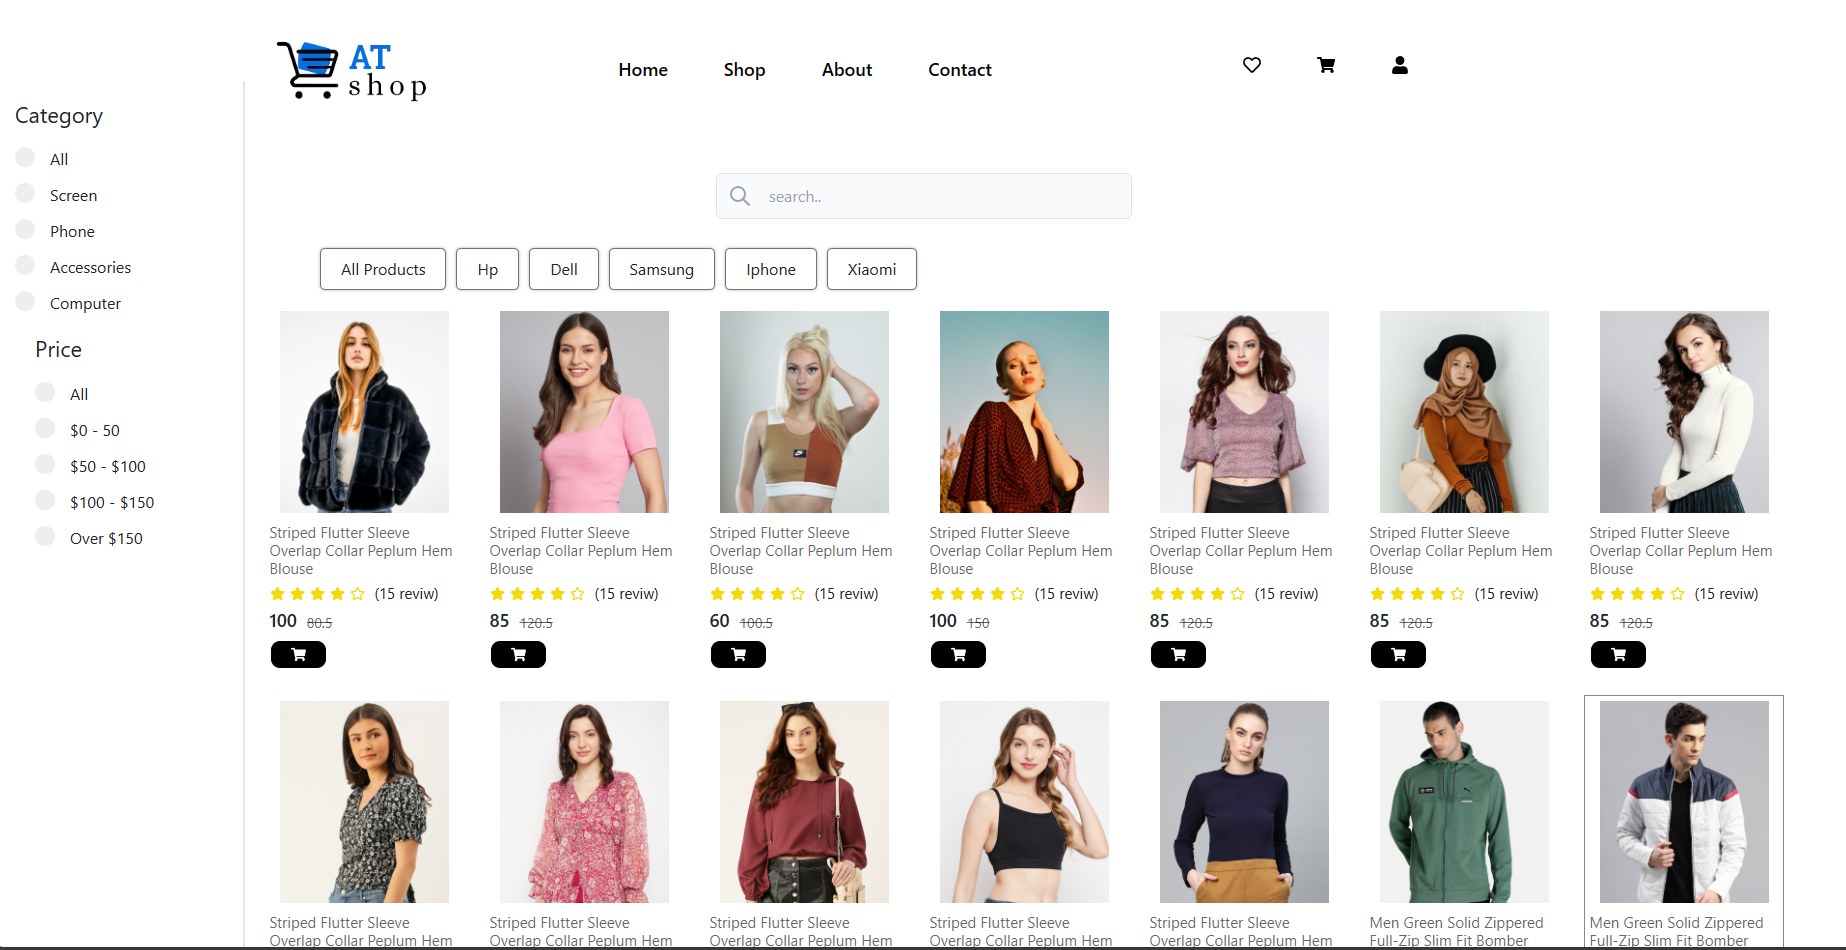 AT
shop
Home
Shop
About
Contact
Category
All
Screen
Phone
Accessories
Computer
Price
All
$0 - 50
$50 - $100
$100 - $150
Over $150
search..
All Products
Hp
Dell
Samsung
Iphone
Xiaomi
Striped Flutter Sleeve
Overlap Collar Peplum Hem
Blouse
(15 reviw)
100 80.5
Striped Flutter Sleeve
Overlap Collar Peplum Hem
Blouse
(15 reviw)
85 120.5
Striped Flutter Sleeve
Overlap Collar Peplum Hem
Blouse
(15 reviw)
60 100.5
Striped Flutter Sleeve
Overlap Collar Peplum Hem
Blouse
(15 reviw)
100 150
Striped Flutter Sleeve
Overlap Collar Peplum Hem
Blouse
(15 reviw)
85 120.5
Striped Flutter Sleeve
Overlap Collar Peplum Hem
Blouse
(15 reviw)
85 120.5
Striped Flutter Sleeve
Overlap Collar Peplum Hem
Blouse
(15 reviw)
85 120.5
Striped Flutter Sleeve
Overlap Collar Peplum Hem
Striped Flutter Sleeve
Overlap Collar Peplum Hem
Striped Flutter Sleeve
Overlap Collar Peplum Hem
Striped Flutter Sleeve
Overlap Collar Peplum Hem
Striped Flutter Sleeve
Overlap Collar Peplum Hem
Men Green Solid Zippered
Full-Zip Slim Fit Bomber
Men Green Solid Zippered
Full-Zip Slim Fit Bomber